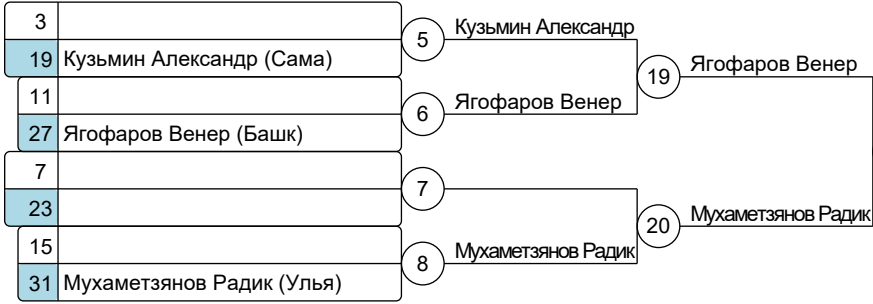 3
19 Кузьмин Александр (Сама)
5
Кузьмин Александр
11
27 Ягофаров Венер (Башк)
6
Ягофаров Венер
19
Ягофаров Венер
7
23
7
15
31 Мухаметзянов Радик (Улья)
8
Мухаметзянов Радик
20
Мухаметзянов Радик